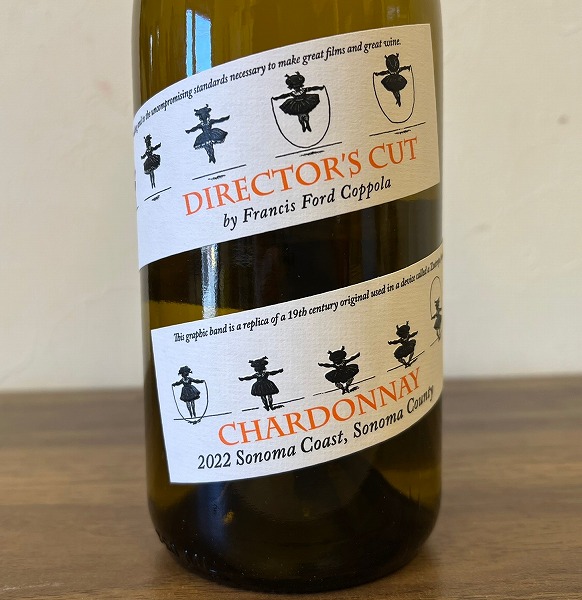 to the uncompromising standards necessary to make great films and great wine.
DIRECTOR'S CUT
by Francis Ford Coppola
This graphic band is a replica of a 19th century original used in a device called a
CHARDONNAY
2022 Sonoma Coast, Sonoma County